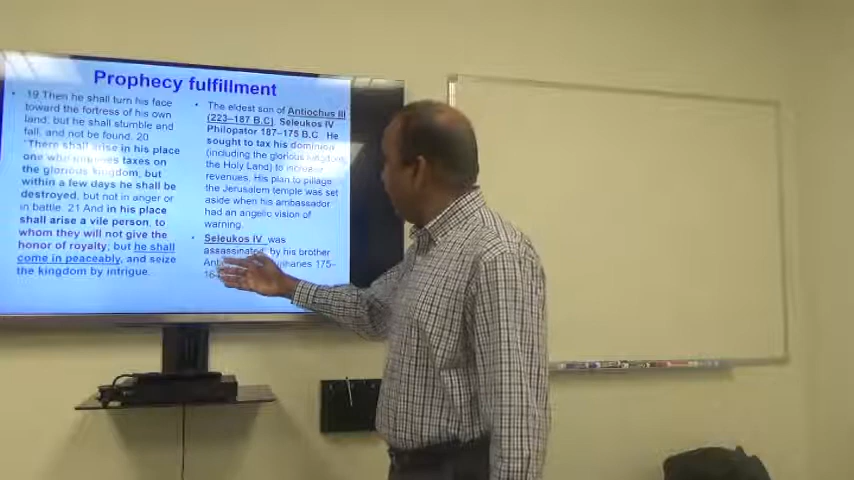 Prophecy fulfillment
• 19 Then he shall turn his face
toward the fortress of his own
land; but he shall stumble and
fall, and not be found. 20
"There shall arise in his place
one who imposes taxes on
the glorious kingdom, but
within a few days he shall be
destroyed, but not in anger or
in battle. 21 And in his place
shall arise a vile person, to
whom they will not give the
honor of royalty; but he shall
come in peaceably, and seize
the kingdom by intrigue.
• The eldest son of Antiochus III
(223–187 B.C). Seleukos IV
Philopator 187–175 B.C He
sought to tax his dominion
(including the glorious kingdom,
the Holy Land) to increase
revenues. His plan to pillage
the Jerusalem temple was set
aside when his ambassador
had an angelic vision of
warning.
• Seleukos IV was
assassinated by his brother
175–